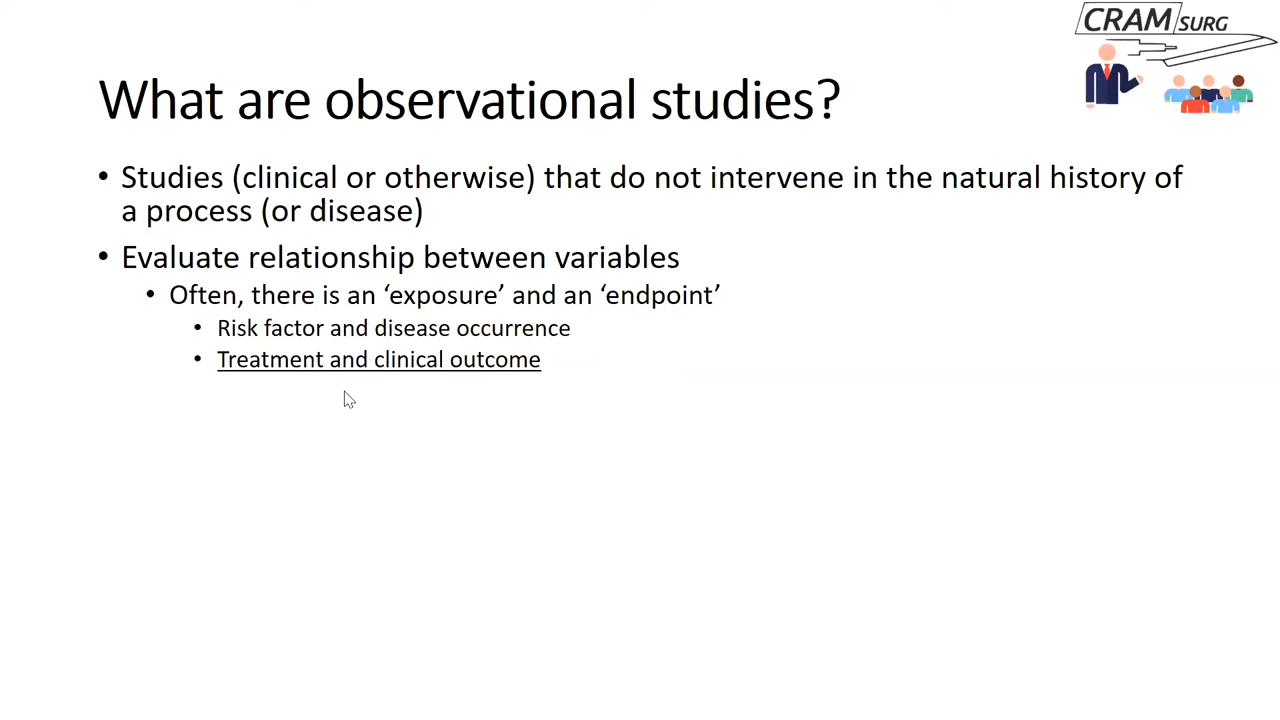 CRAM SURG
What are observational studies?
• Studies (clinical or otherwise) that do not intervene in the natural history of
a process (or disease)
• Evaluate relationship between variables
• Often, there is an ‘exposure’ and an ‘endpoint’
• Risk factor and disease occurrence
• Treatment and clinical outcome